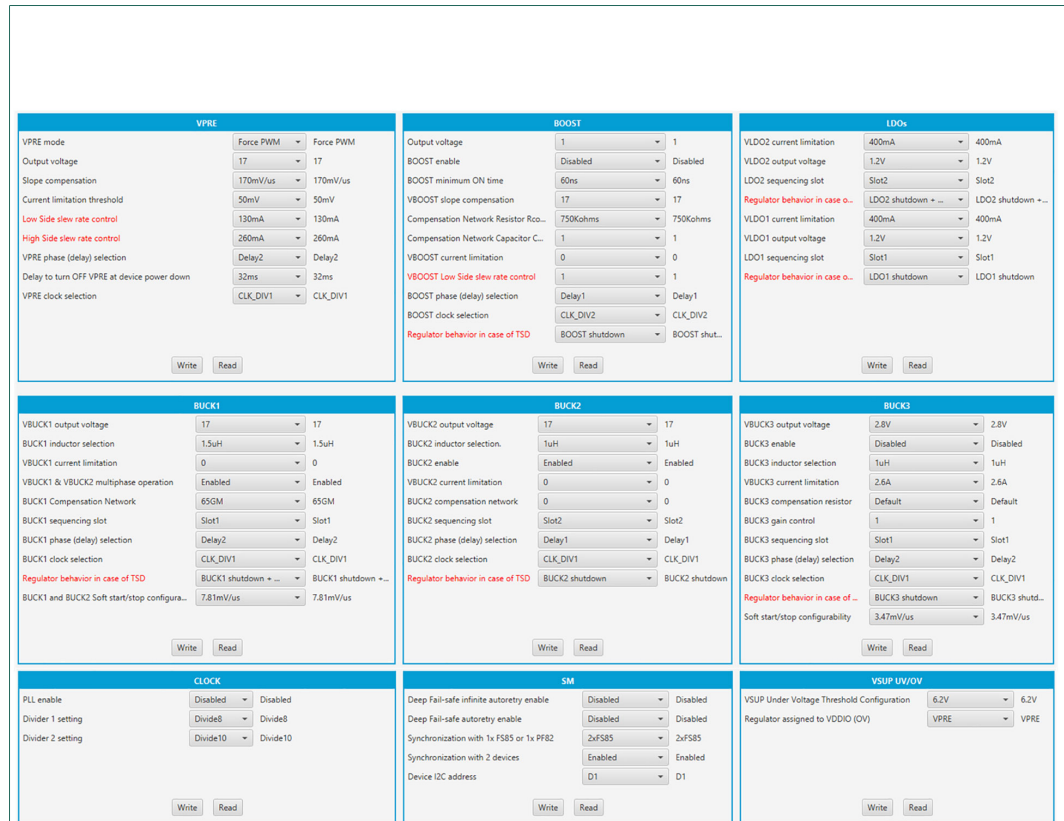 VPRE
VPRE mode Force PWM Force PWM
Output voltage 17 17
Slope compensation 170mV/us 170mV/us
Current limitation threshold 50mV 50mV
Low Side slew rate control 130mA 130mA
High Side slew rate control 260mA 260mA
VPRE phase (delay) selection Delay2 Delay2
Delay to turn OFF VPRE at device power down 32ms 32ms
VPRE clock selection CLK_DIV1 CLK_DIV1
Write Read
BOOST
Output voltage 1 1
BOOST enable Disabled Disabled
BOOST minimum ON time 60ns 60ns
VBOOST slope compensation 17 17
Compensation Network Resistor Rco... 750Kohms 750Kohms
Compensation Network Capacitor C... 1 1
VBOOST current limitation 0 0
VBOOST Low Side slew rate control 1 1
BOOST phase (delay) selection Delay1 Delay1
BOOST clock selection CLK_DIV2 CLK_DIV2
Regulator behavior in case of TSD BOOST shutdown BOOST shut...
Write Read
LDOs
VLDO2 current limitation 400mA 400mA
VLDO2 output voltage 1.2V 1.2V
LDO2 sequencing slot Slot2 Slot2
Regulator behavior in case o... LDO2 shutdown + ... LDO2 shutdown +...
VLDO1 current limitation 400mA 400mA
VLDO1 output voltage 1.2V 1.2V
LDO1 sequencing slot Slot1 Slot1
Regulator behavior in case o... LDO1 shutdown LDO1 shutdown
Write Read
BUCK1
VBUCK1 output voltage 17 17
BUCK1 inductor selection 1.5uH 1.5uH
VBUCK1 current limitation 0 0
VBUCK1 & VBUCK2 multiphase operation Enabled Enabled
BUCK1 Compensation Network 65GM 65GM
BUCK1 sequencing slot Slot1 Slot1
BUCK1 phase (delay) selection Delay2 Delay2
BUCK1 clock selection CLK_DIV1 CLK_DIV1
Regulator behavior in case of TSD BUCK1 shutdown + ... BUCK1 shutdown +...
BUCK1 and BUCK2 Soft start/stop configura... 7.81mV/us 7.81mV/us
Write Read
BUCK2
VBUCK2 output voltage 17 17
BUCK2 inductor selection. 1uH 1uH
BUCK2 enable Enabled Enabled
VBUCK2 current limitation 0 0
BUCK2 compensation network 0 0
BUCK2 sequencing slot Slot2 Slot2
BUCK2 phase (delay) selection Delay1 Delay1
BUCK2 clock selection CLK_DIV1 CLK_DIV1
Regulator behavior in case of TSD BUCK2 shutdown BUCK2 shutdown
Write Read
BUCK3
VBUCK3 output voltage 2.8V 2.8V
BUCK3 enable Disabled Disabled
BUCK3 inductor selection 1uH 1uH
VBUCK3 current limitation 2.6A 2.6A
BUCK3 compensation resistor Default Default
BUCK3 gain control 1 1
BUCK3 sequencing slot Slot1 Slot1
BUCK3 phase (delay) selection Delay2 Delay2
BUCK3 clock selection CLK_DIV1 CLK_DIV1
Regulator behavior in case of ... BUCK3 shutdown BUCK3 shutd...
Soft start/stop configurability 3.47mV/us 3.47mV/us
Write Read
CLOCK
PLL enable Disabled Disabled
Divider 1 setting Divide8 Divide8
Divider 2 setting Divide10 Divide10
Write Read
SM
Deep Fail-safe infinite autoretry enable Disabled Disabled
Deep Fail-safe autoretry enable Disabled Disabled
Synchronization with 1x FS85 or 1x PF82 2xFS85 2xFS85
Synchronization with 2 devices Enabled Enabled
Device I2C address D1 D1
Write Read
VSUP UV/OV
VSUP Under Voltage Threshold Configuration 6.2V 6.2V
Regulator assigned to VDDIO (OV) VPRE VPRE
Write Read